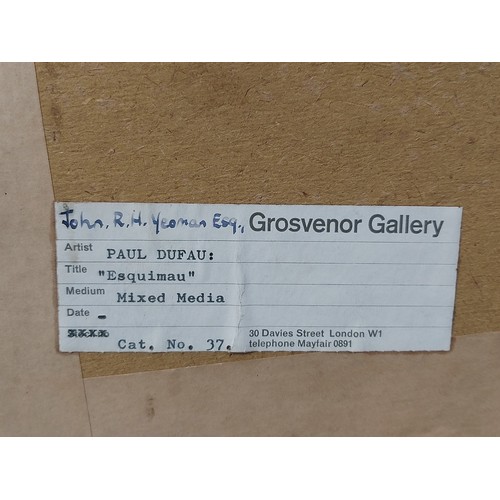 John. R. H. Yeoman Esq., Grosvenor Gallery
Artist PAUL DUFAU:
Title "Esquimau"
Medium Mixed Media
Date -
Cat. No. 37.
30 Davies Street London W1
telephone Mayfair 0891